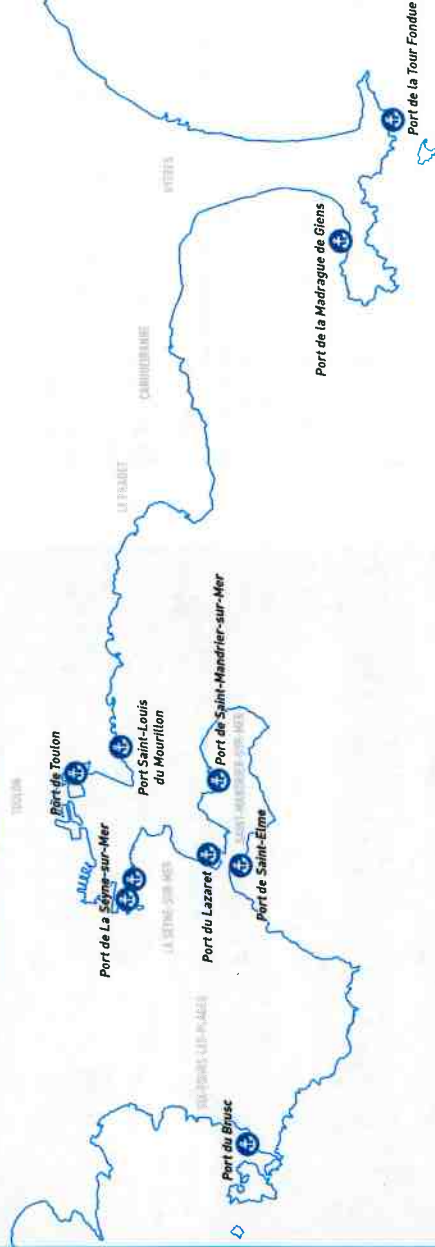 TOULON
Port de Toulon
Port de La Seyne-sur-Mer
Port Saint-Louis
du Mourillon
LA SEYNE-SUR-MER
SIX-FOURS-LES-PLAGES
Port du Brusc
Port du Lazaret
Port de Saint-Elme
Port de Saint-Mandrier-sur-Mer
SAINT-MANDRIER-SUR-MER
LE PRADET
CARQUEIRANNE
HYÈRES
Port de la Madrague de Giens
Port de la Tour Fondue